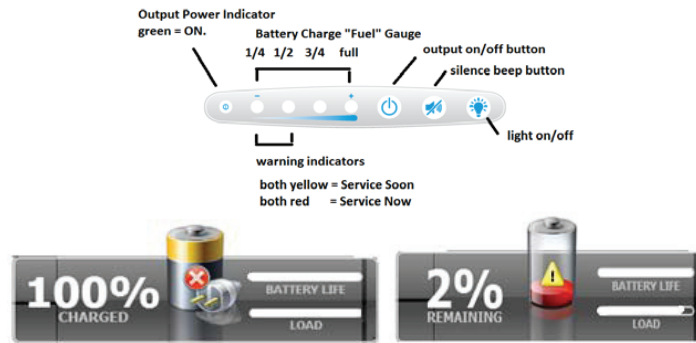 Output Power Indicator
green = ON.
Battery Charge "Fuel" Gauge
1/4 1/2 3/4 full
output on/off button
silence beep button
- +
light on/off
warning indicators
both yellow = Service Soon
both red = Service Now
100%
CHARGED
BATTERY LIFE
LOAD
2%
REMAINING
BATTERY LIFE
LOAD